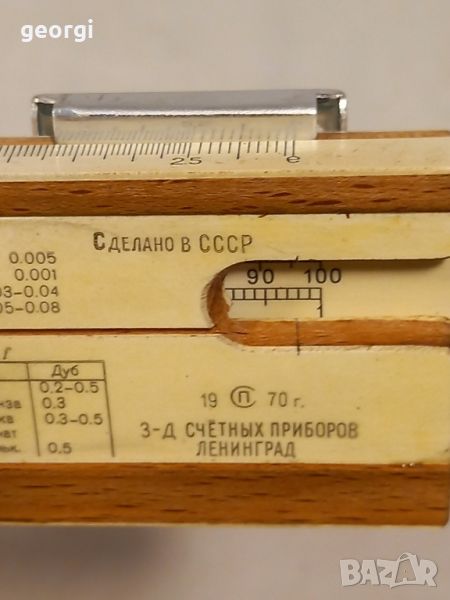 georgi
25 e
СДЕЛАНО В СССР
0.005
0.001
03-0.04
05-0.08
90 100
1
f
Дуб
0.2-0.5
0.3
0.3-0.5
0.5
19 СП 70 г.
З-Д СЧЁТНЫХ ПРИБОРОВ
ЛЕНИНГРАД
BAZAR